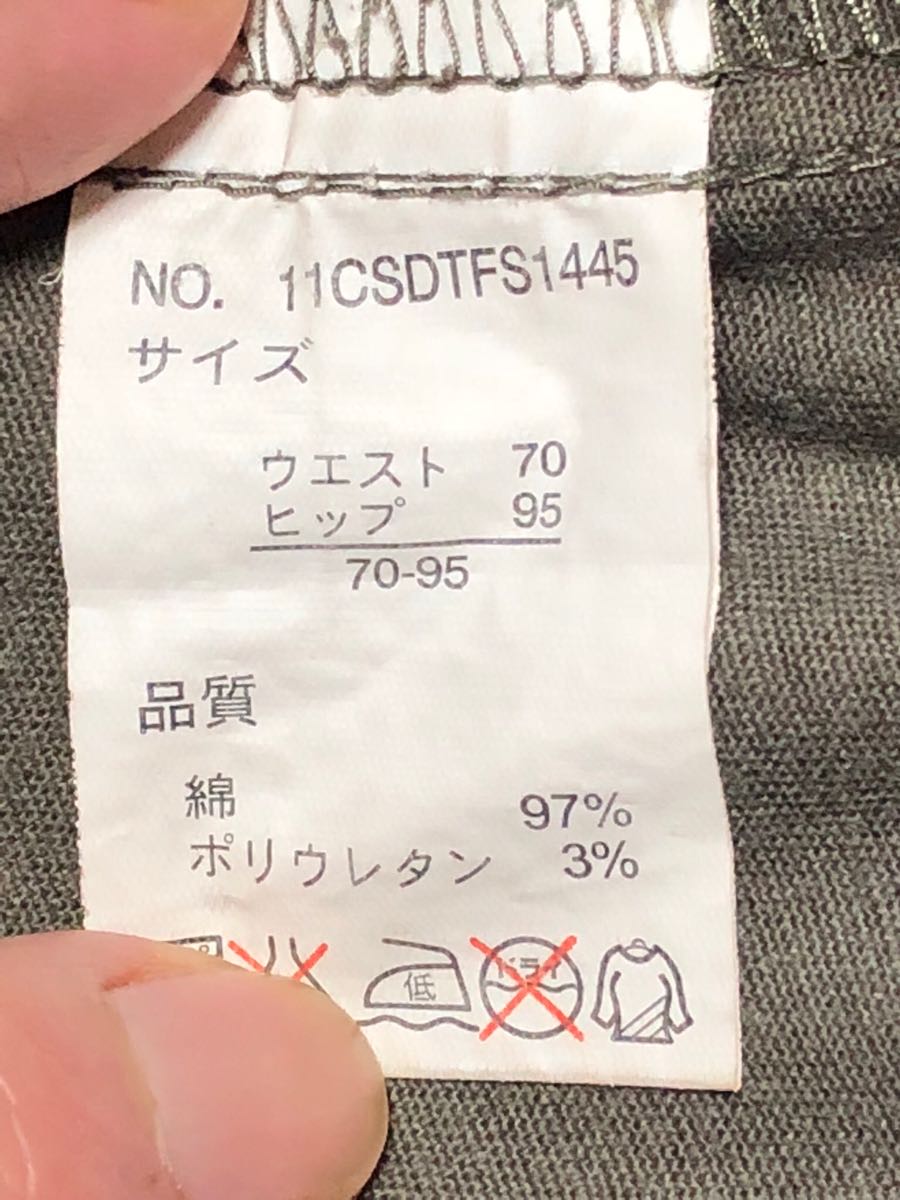 NO. 11CSDTFS1445
サイズ
ウエスト 70
ヒップ 95
70-95
品質
綿 97%
ポリウレタン 3%
低 ドライ